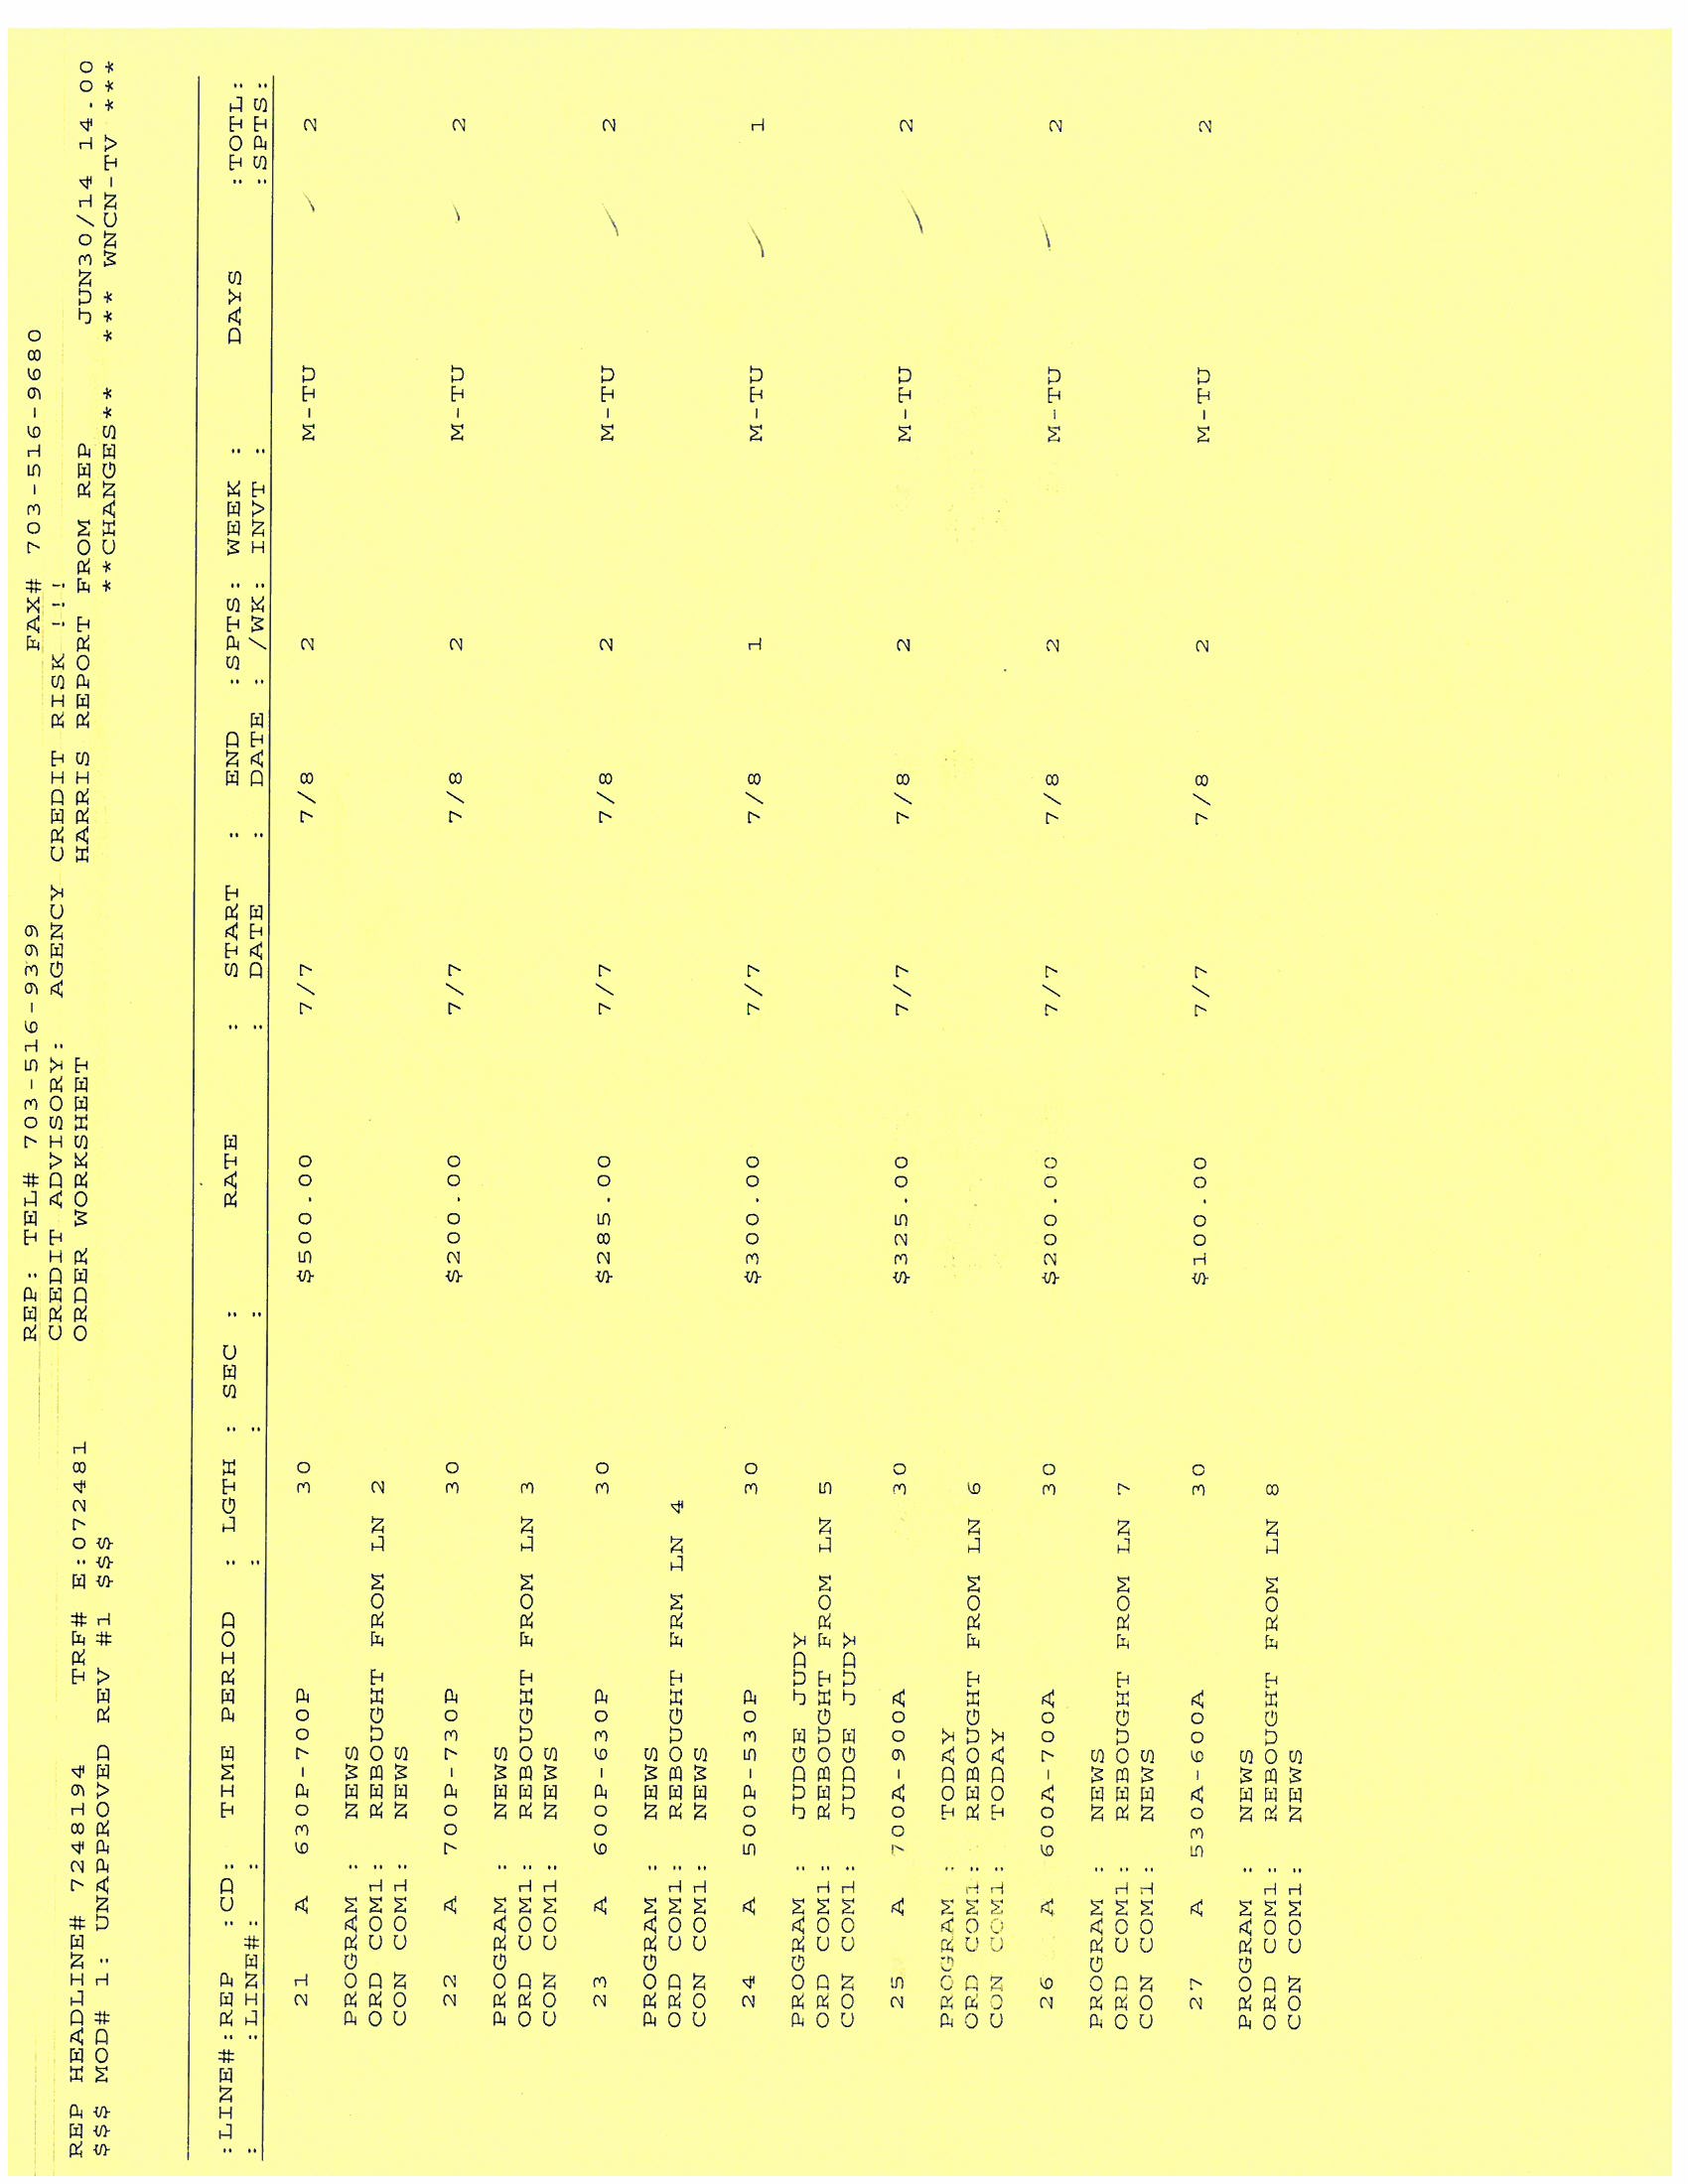 REP: TEL# 703-516-9399 FAX# 703-516-9680
CREDIT ADVISORY: AGENCY CREDIT RISK !!!
REP HEADLINE# 7248194 TRF# E:072481 ORDER WORKSHEET HARRIS REPORT FROM REP JUN30/14 14.00
$$$ MOD# 1: UNAPPROVED REV #1 $$$ **CHANGES** *** WNCN-TV ***
:LINE#:REP :CD: TIME PERIOD : LGTH : SEC : RATE : START : END :SPTS: WEEK : DAYS :TOTL:
: :LINE#: : : : : DATE : DATE : /WK: INVT : :SPTS:
21 A 630P-700P 30 $500.00 7/7 7/8 2 M-TU 2
PROGRAM : NEWS
ORD COM1: REBOUGHT FROM LN 2
CON COM1: NEWS
22 A 700P-730P 30 $200.00 7/7 7/8 2 M-TU 2
PROGRAM : NEWS
ORD COM1: REBOUGHT FROM LN 3
CON COM1: NEWS
23 A 600P-630P 30 $285.00 7/7 7/8 2 M-TU 2
PROGRAM : NEWS
ORD COM1: REBOUGHT FRM LN 4
CON COM1: NEWS
24 A 500P-530P 30 $300.00 7/7 7/8 1 M-TU 1
PROGRAM : JUDGE JUDY
ORD COM1: REBOUGHT FROM LN 5
CON COM1: JUDGE JUDY
25 A 700A-900A 30 $325.00 7/7 7/8 2 M-TU 2
PROGRAM : TODAY
ORD COM1: REBOUGHT FROM LN 6
CON COM1: TODAY
26 A 600A-700A 30 $200.00 7/7 7/8 2 M-TU 2
PROGRAM : NEWS
ORD COM1: REBOUGHT FROM LN 7
CON COM1: NEWS
27 A 530A-600A 30 $100.00 7/7 7/8 2 M-TU 2
PROGRAM : NEWS
ORD COM1: REBOUGHT FROM LN 8
CON COM1: NEWS